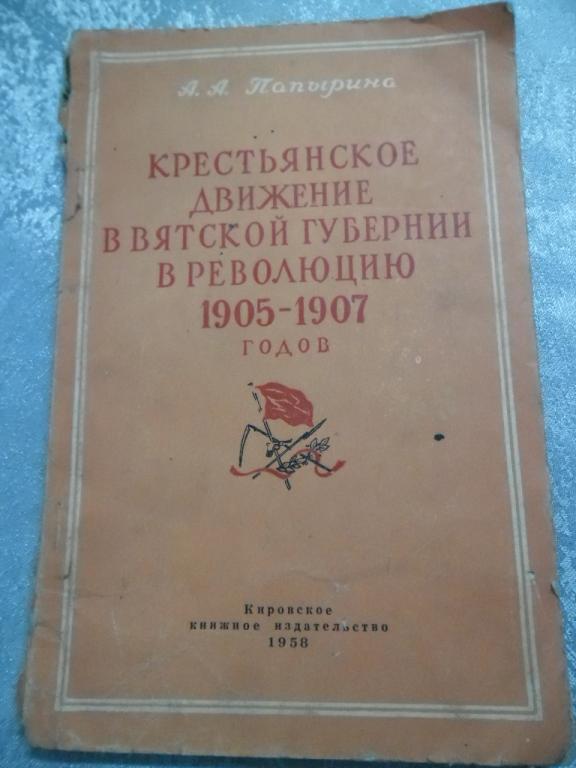 А. А. Папырина
КРЕСТЬЯНСКОЕ
ДВИЖЕНИЕ
В ВЯТСКОЙ ГУБЕРНИИ
В РЕВОЛЮЦИЮ
1905-1907
ГОДОВ
Кировское
книжное издательство
1958